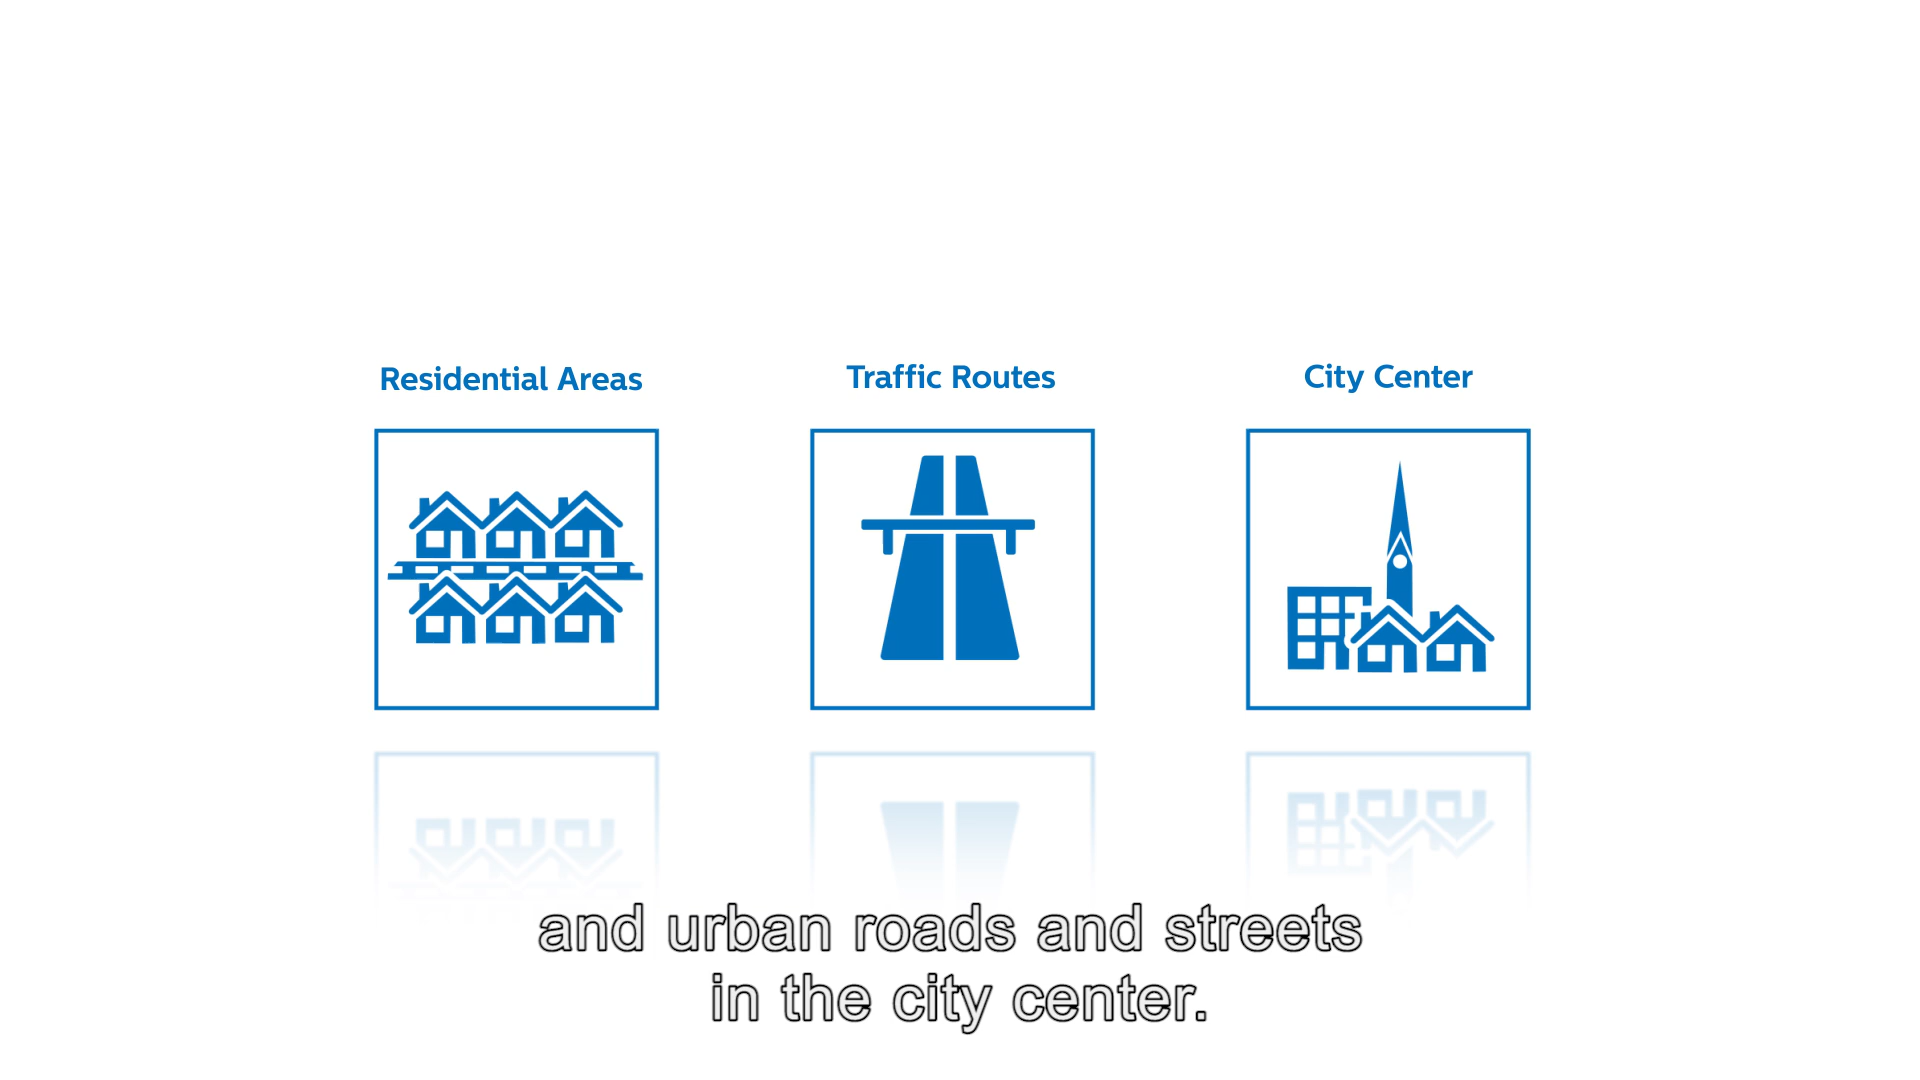 Residential Areas
Traffic Routes
City Center
and urban roads and streets
in the city center.